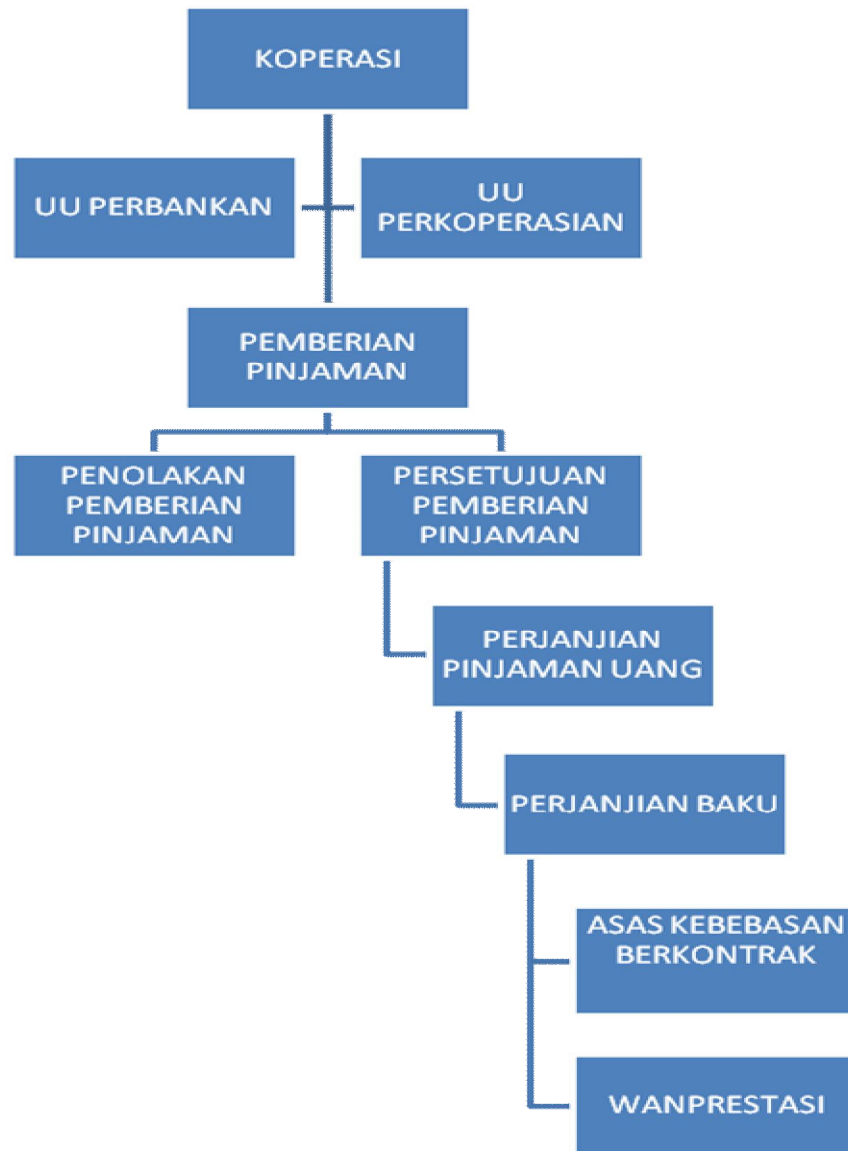 KOPERASI
UU PERBANKAN
UU
PERKOPERASIAN
PEMBERIAN
PINJAMAN
PENOLAKAN
PEMBERIAN
PINJAMAN
PERSETUJUAN
PEMBERIAN
PINJAMAN
PERJANJIAN
PINJAMAN UANG
PERJANJIAN BAKU
ASAS KEBEBASAN
BERKONTRAK
WANPRESTASI